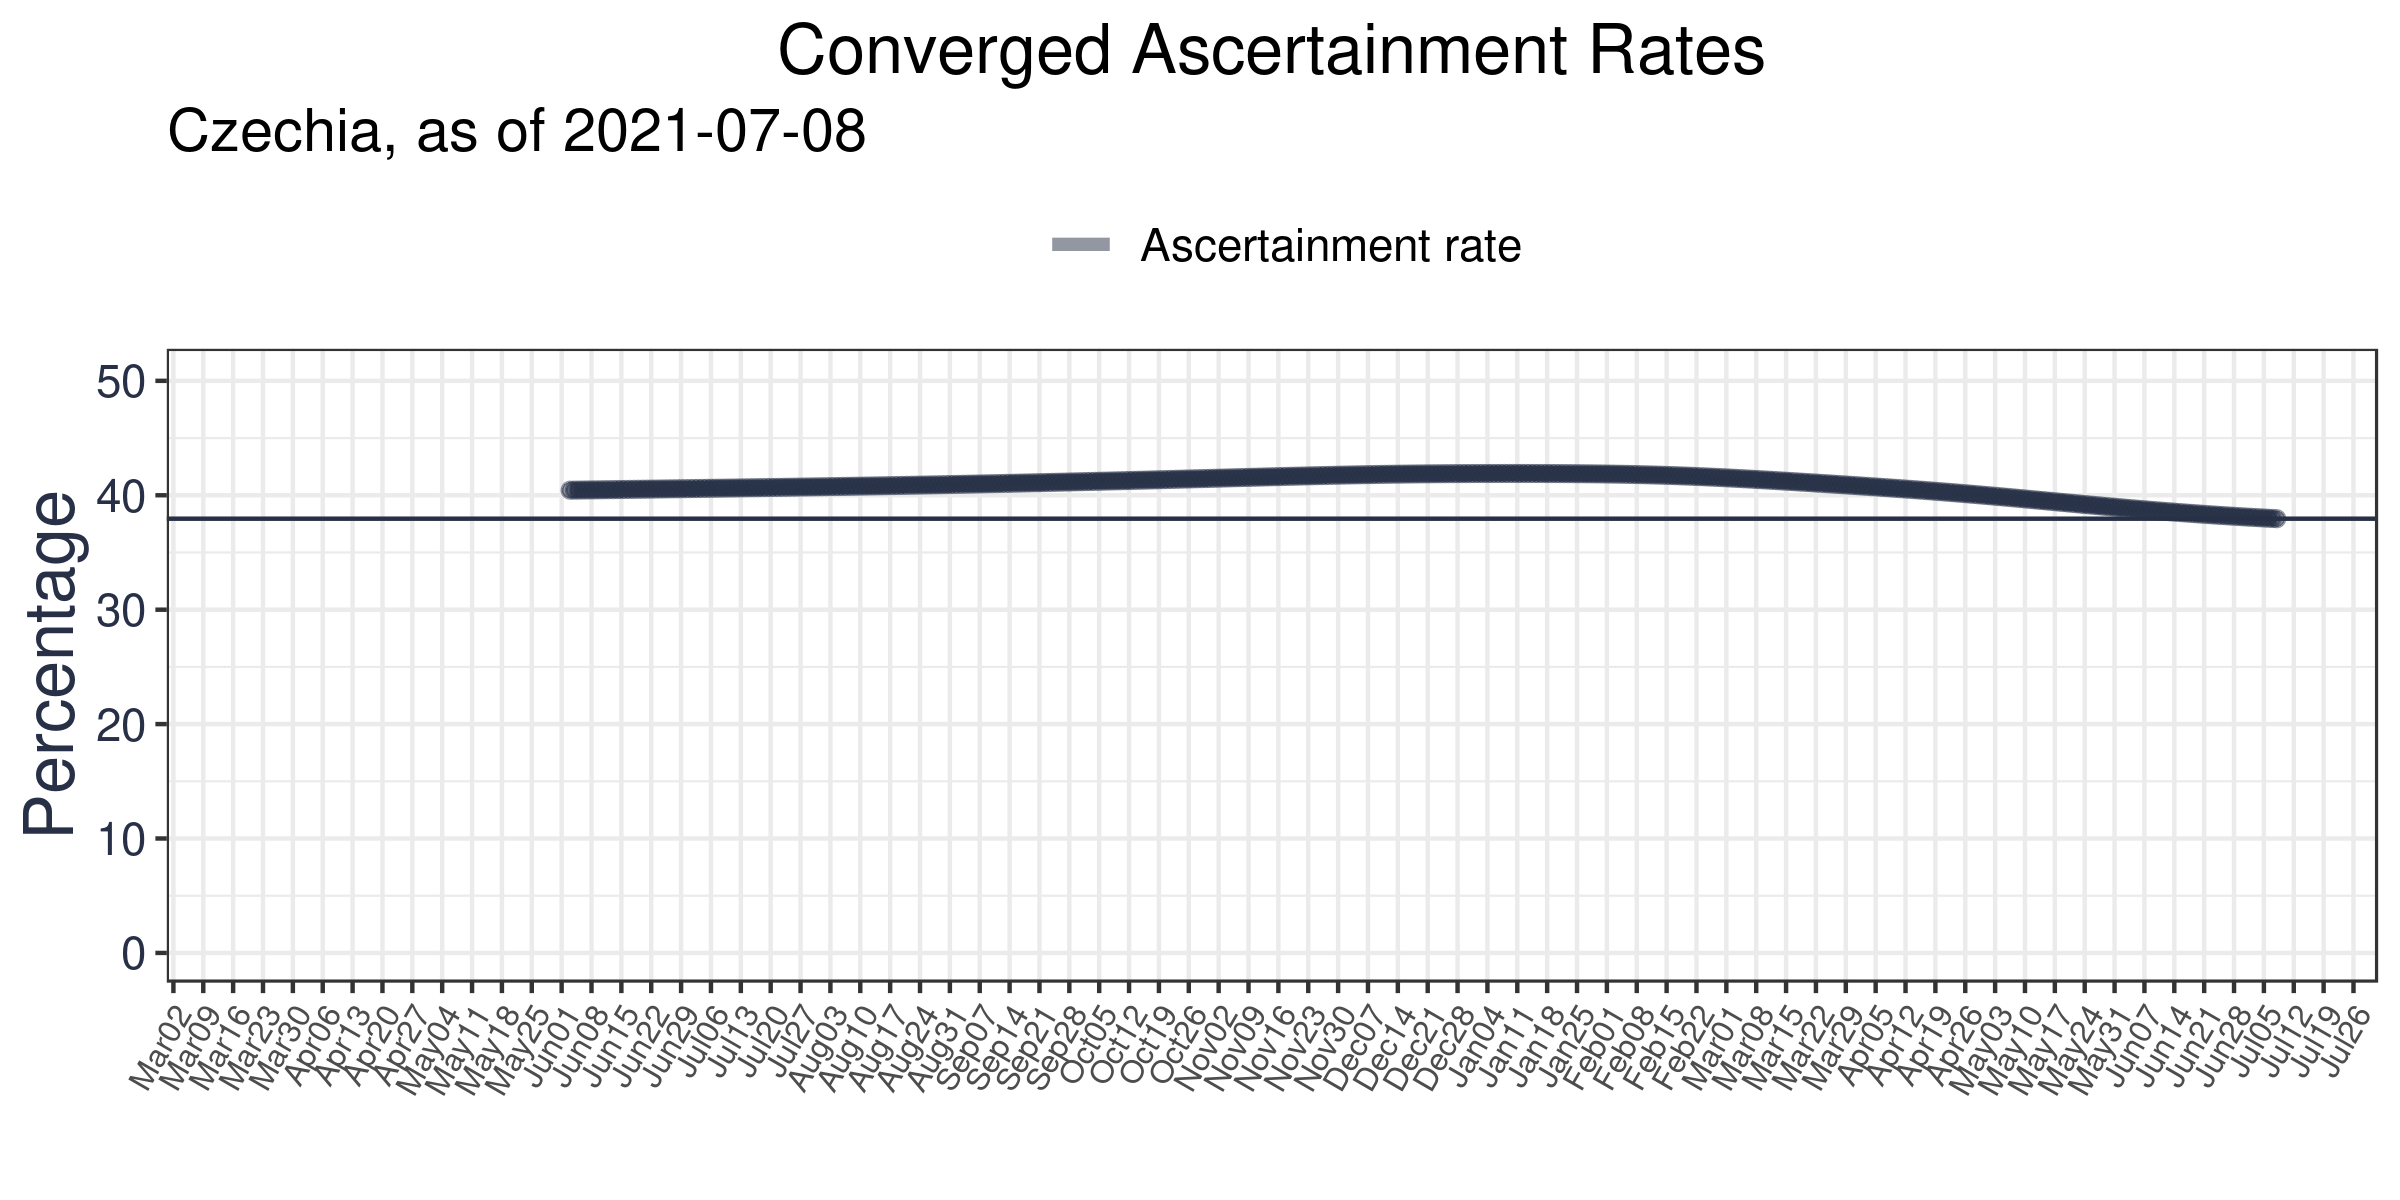 Converged Ascertainment Rates
Czechia, as of 2021-07-08
Ascertainment rate
Percentage
50
40
30
20
10
0
Mar02
Mar09
Mar16
Mar23
Mar30
Apr06
Apr13
Apr20
Apr27
May04
May11
May18
May25
Jun01
Jun08
Jun15
Jun22
Jun29
Jul06
Jul13
Jul20
Jul27
Aug03
Aug10
Aug17
Aug24
Aug31
Sep07
Sep14
Sep21
Sep28
Oct05
Oct12
Oct19
Oct26
Nov02
Nov09
Nov16
Nov23
Nov30
Dec07
Dec14
Dec21
Dec28
Jan04
Jan11
Jan18
Jan25
Feb01
Feb08
Feb15
Feb22
Mar01
Mar08
Mar15
Mar22
Mar29
Apr05
Apr12
Apr19
Apr26
May03
May10
May17
May24
May31
Jun07
Jun14
Jun21
Jun28
Jul05
Jul12
Jul19
Jul26